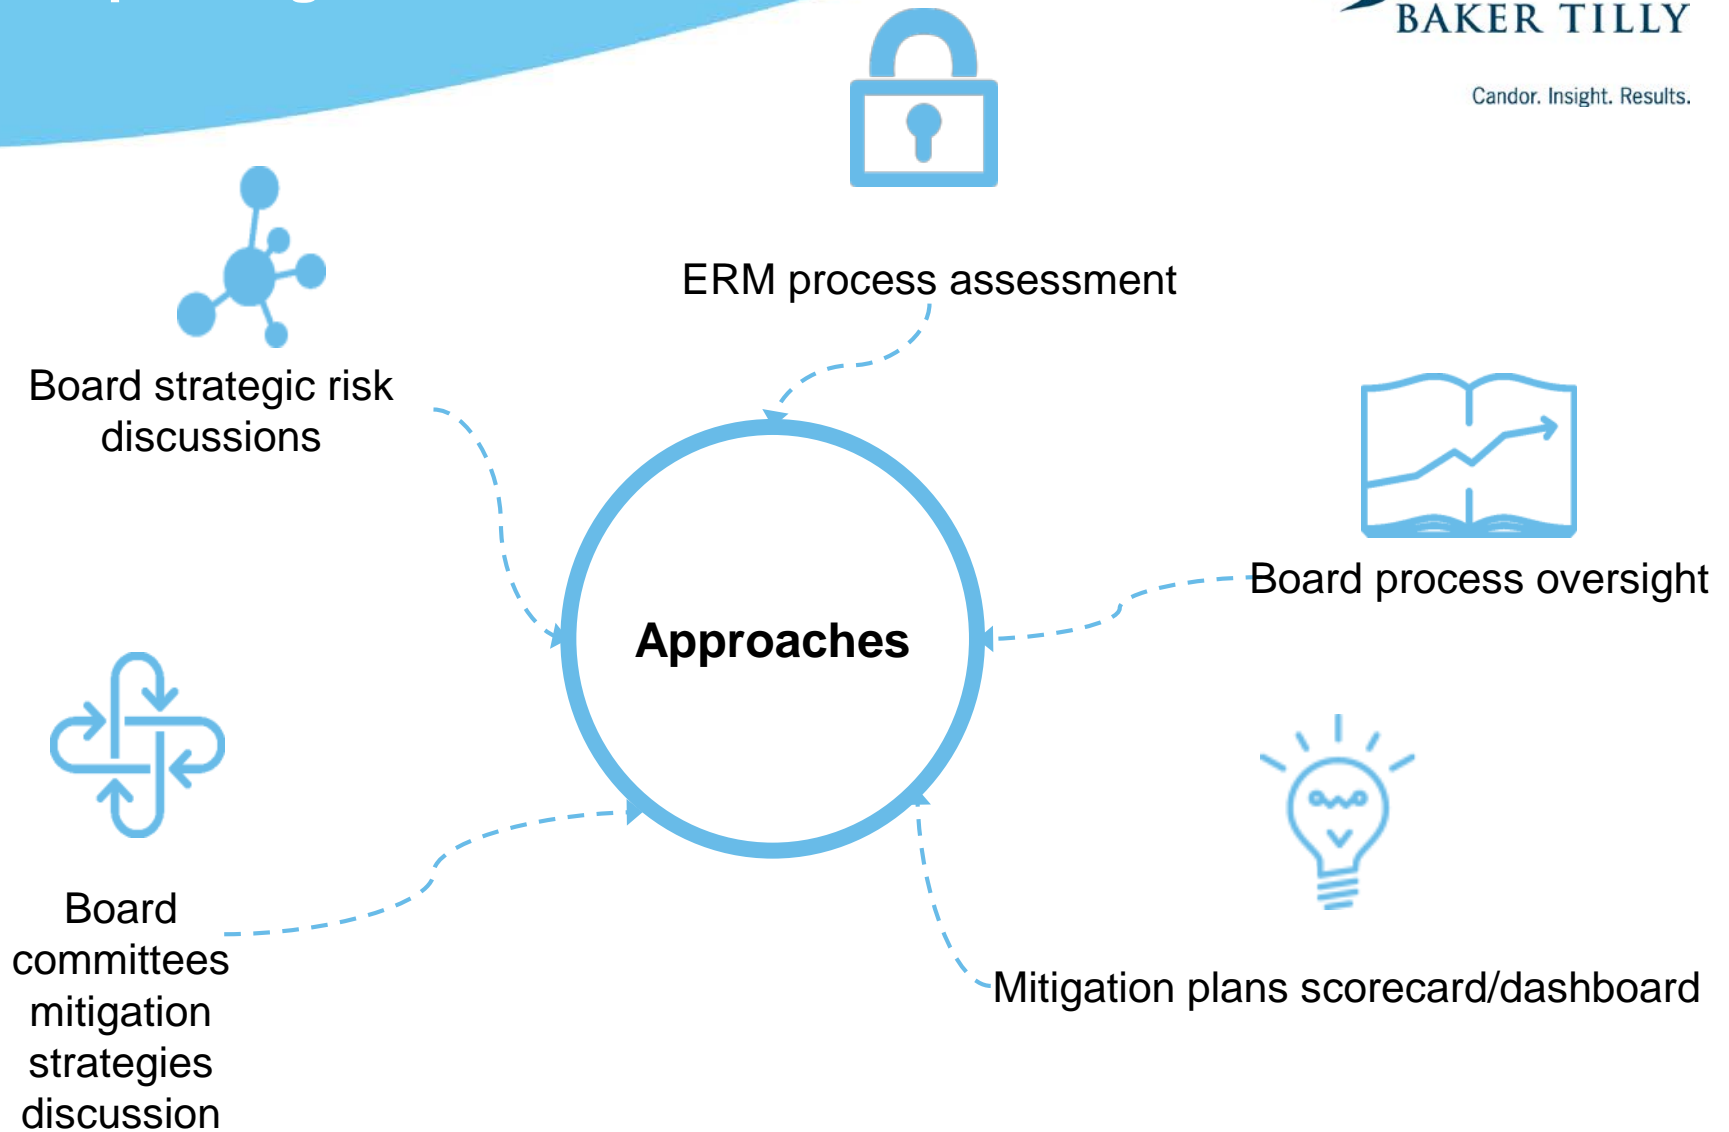 BAKER TILLY
Candor. Insight. Results.
ERM process assessment
Board strategic risk
discussions
Board process oversight
Approaches
Board
committees
mitigation
strategies
discussion
Mitigation plans scorecard/dashboard